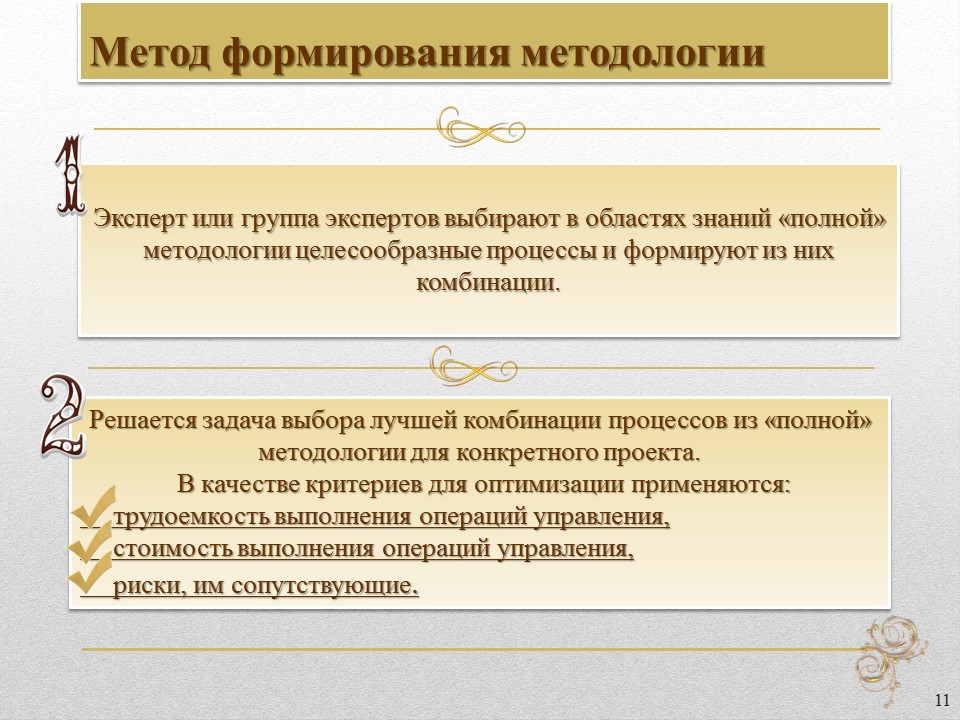 Метод формирования методологии
1
Эксперт или группа экспертов выбирают в областях знаний «полной»
методологии целесообразные процессы и формируют из них
комбинации.
2
Решается задача выбора лучшей комбинации процессов из «полной»
методологии для конкретного проекта.
В качестве критериев для оптимизации применяются:
трудоемкость выполнения операций управления,
стоимость выполнения операций управления,
риски, им сопутствующие.
11